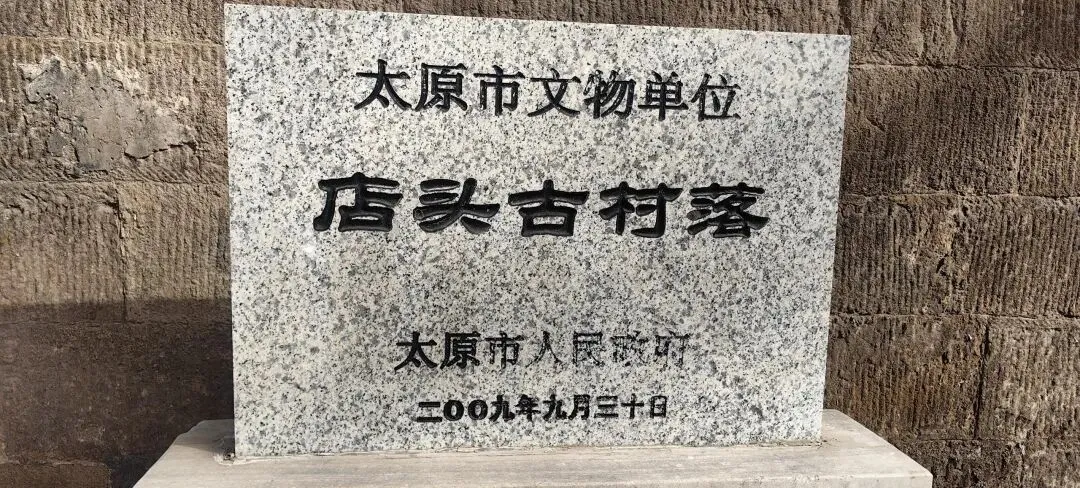 太原市文物单位
店头古村落
太原市人民政府
二00九年九月三十日